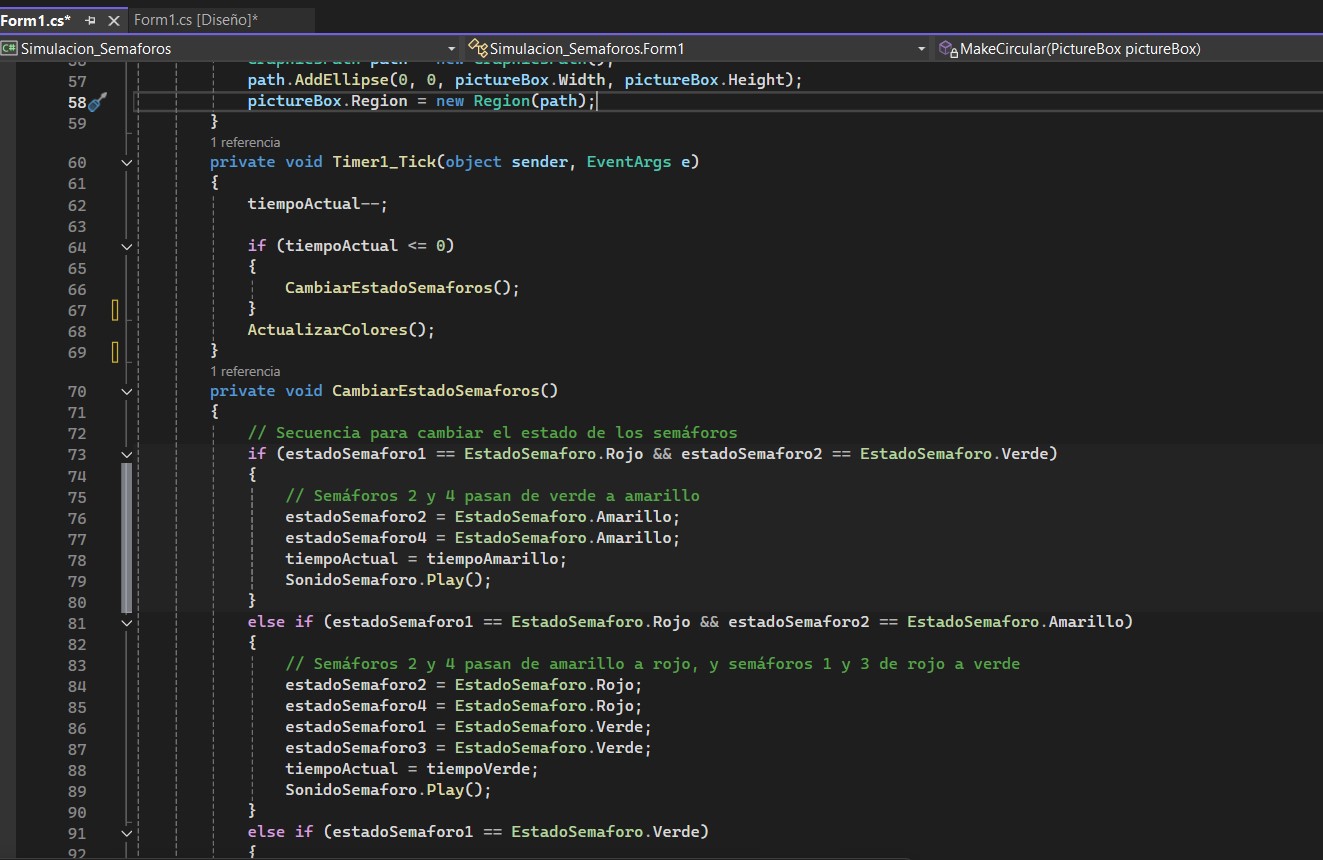 Form1.cs* Form1.cs [Diseño]*
C# Simulacion_Semaforos Simulacion_Semaforos.Form1 MakeCircular(PictureBox pictureBox)
57 path.AddEllipse(0, 0, pictureBox.Width, pictureBox.Height);
58 pictureBox.Region = new Region(path);
59 }
1 referencia
60 private void Timer1_Tick(object sender, EventArgs e)
61 {
62 tiempoActual--;
63
64 if (tiempoActual <= 0)
65 {
66 CambiarEstadoSemaforos();
67 }
68 ActualizarColores();
69 }
1 referencia
70 private void CambiarEstadoSemaforos()
71 {
72 // Secuencia para cambiar el estado de los semáforos
73 if (estadoSemaforo1 == EstadoSemaforo.Rojo && estadoSemaforo2 == EstadoSemaforo.Verde)
74 {
75 // Semáforos 2 y 4 pasan de verde a amarillo
76 estadoSemaforo2 = EstadoSemaforo.Amarillo;
77 estadoSemaforo4 = EstadoSemaforo.Amarillo;
78 tiempoActual = tiempoAmarillo;
79 SonidoSemaforo.Play();
80 }
81 else if (estadoSemaforo1 == EstadoSemaforo.Rojo && estadoSemaforo2 == EstadoSemaforo.Amarillo)
82 {
83 // Semáforos 2 y 4 pasan de amarillo a rojo, y semáforos 1 y 3 de rojo a verde
84 estadoSemaforo2 = EstadoSemaforo.Rojo;
85 estadoSemaforo4 = EstadoSemaforo.Rojo;
86 estadoSemaforo1 = EstadoSemaforo.Verde;
87 estadoSemaforo3 = EstadoSemaforo.Verde;
88 tiempoActual = tiempoVerde;
89 SonidoSemaforo.Play();
90 }
91 else if (estadoSemaforo1 == EstadoSemaforo.Verde)
92 {